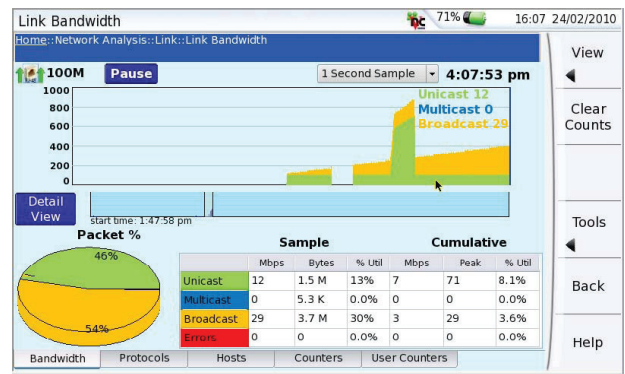 Link Bandwidth
71%
16:07 24/02/2010
Home::Network Analysis::Link::Link Bandwidth
100M
Pause
1 Second Sample
4:07:53 pm
1000
800
600
400
200
0
Unicast 12
Multicast 0
Broadcast 29
Detail View
start time: 1:47:58 pm
Packet %
46%
54%
Sample Cumulative
Mbps Bytes % Util Mbps Peak % Util
Unicast 12 1.5 M 13% 7 71 8.1%
Multicast 0 5.3 K 0.0% 0 0 0.0%
Broadcast 29 3.7 M 30% 3 29 3.6%
Errors 0 0 0.0% 0 0 0.0%
Bandwidth Protocols Hosts Counters User Counters
View
Clear
Counts
Tools
Back
Help